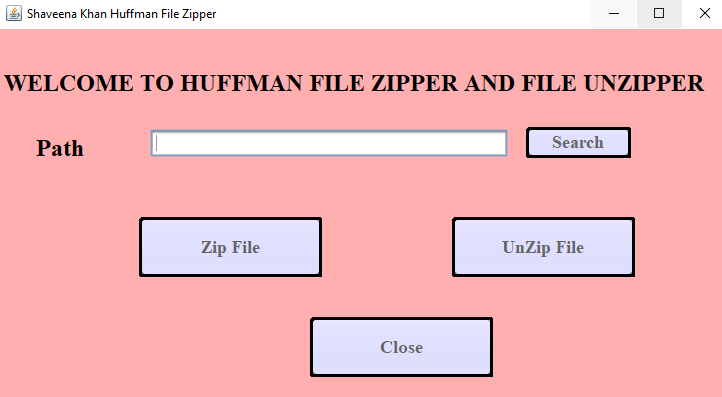 Shaveena Khan Huffman File Zipper
WELCOME TO HUFFMAN FILE ZIPPER AND FILE UNZIPPER
Path
Search
Zip File
UnZip File
Close